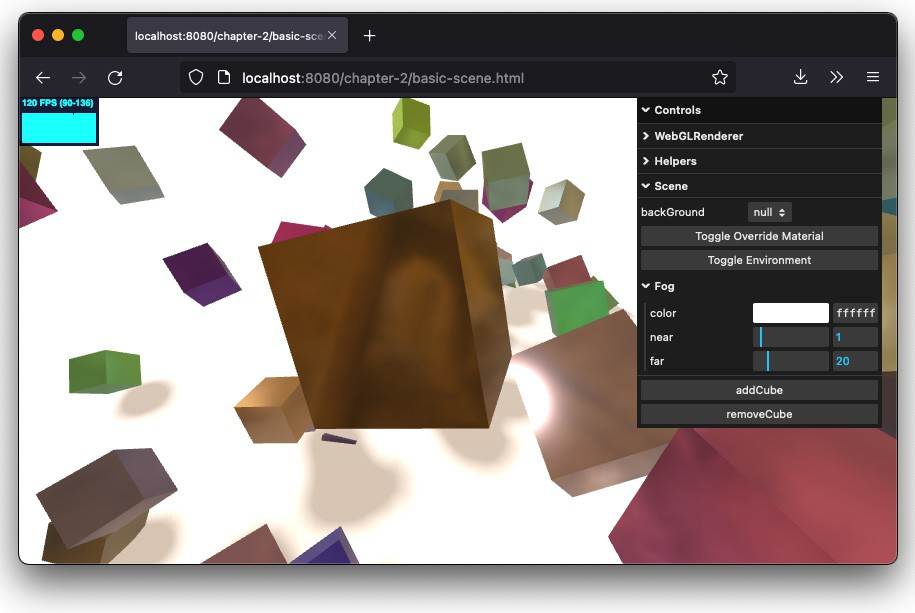 localhost:8080/chapter-2/basic-sce
localhost:8080/chapter-2/basic-scene.html
120 FPS (90-136)
Controls
WebGLRenderer
Helpers
Scene
backGround null
Toggle Override Material
Toggle Environment
Fog
color ffffff
near 1
far 20
addCube
removeCube